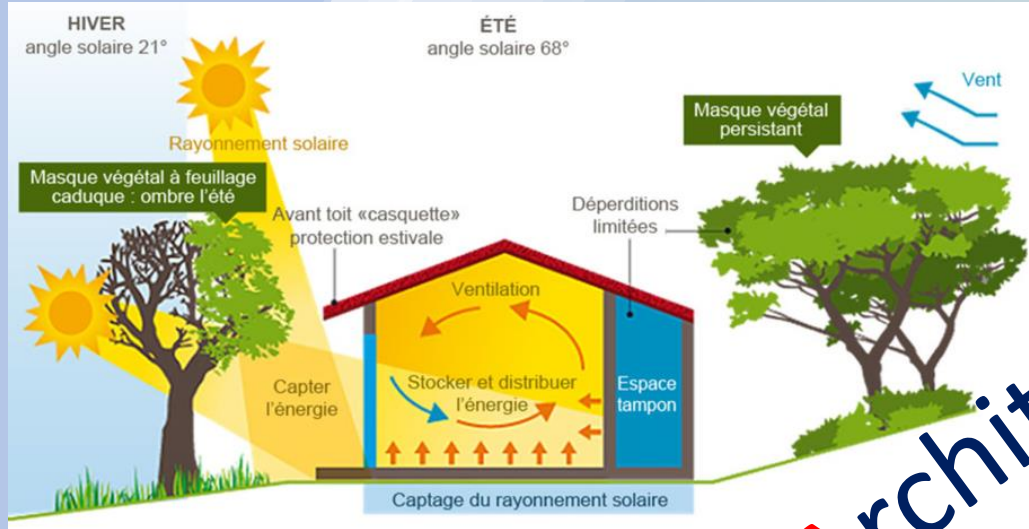 HIVER
angle solaire 21°
ÉTÉ
angle solaire 68°
Vent
Masque végétal
persistant
Rayonnement solaire
Masque végétal à feuillage
caduque : ombre l'été
Avant toit «casquette»
protection estivale
Déperditions
limitées
Ventilation
Capter
l'énergie
Stocker et distribuer
l'énergie
Espace
tampon
Captage du rayonnement solaire